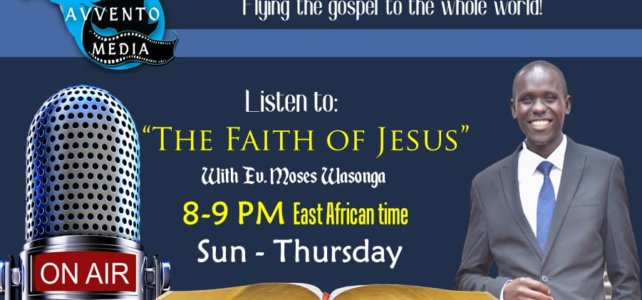 AVVENTO
MEDIA
Flying the gospel to the whole world!
Listen to:
“The Faith of Jesus”
With Ev. Moses Wasonga
8-9 PM East African time
Sun - Thursday
ON AIR